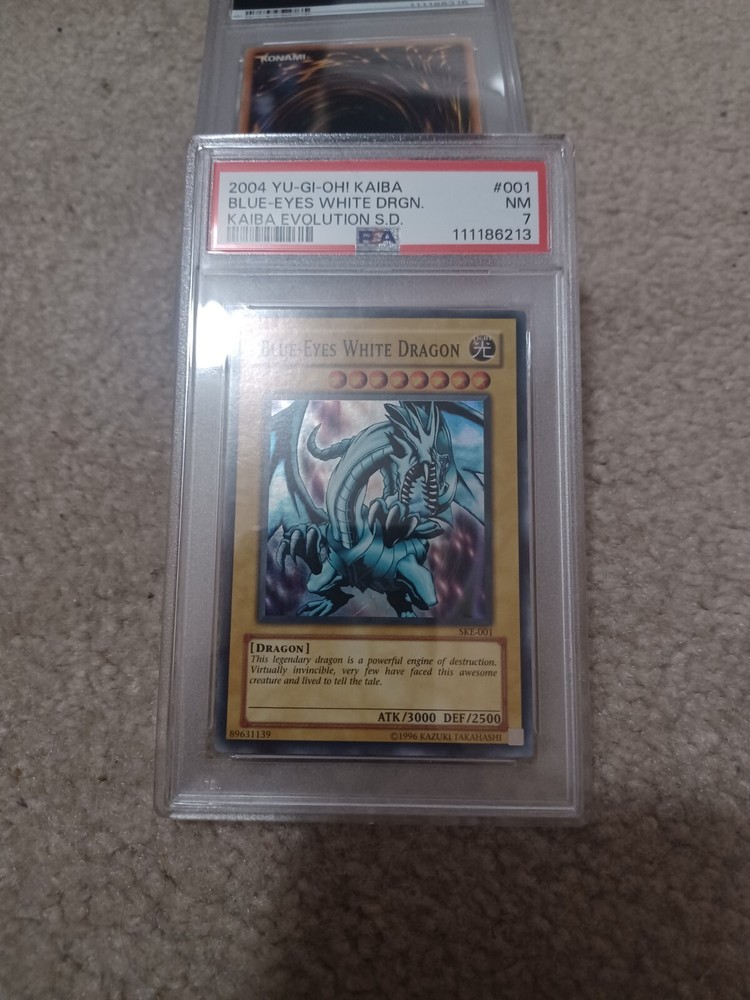 KONAMI
2004 YU-GI-OH! KAIBA #001
BLUE-EYES WHITE DRGN. NM
KAIBA EVOLUTION S.D. 7
PSA 111186213
BLUE-EYES WHITE DRAGON
光
SKE-001
[DRAGON]
This legendary dragon is a powerful engine of destruction.
Virtually invincible, very few have faced this awesome
creature and lived to tell the tale.
ATK/3000 DEF/2500
89631139 ©1996 KAZUKI TAKAHASHI